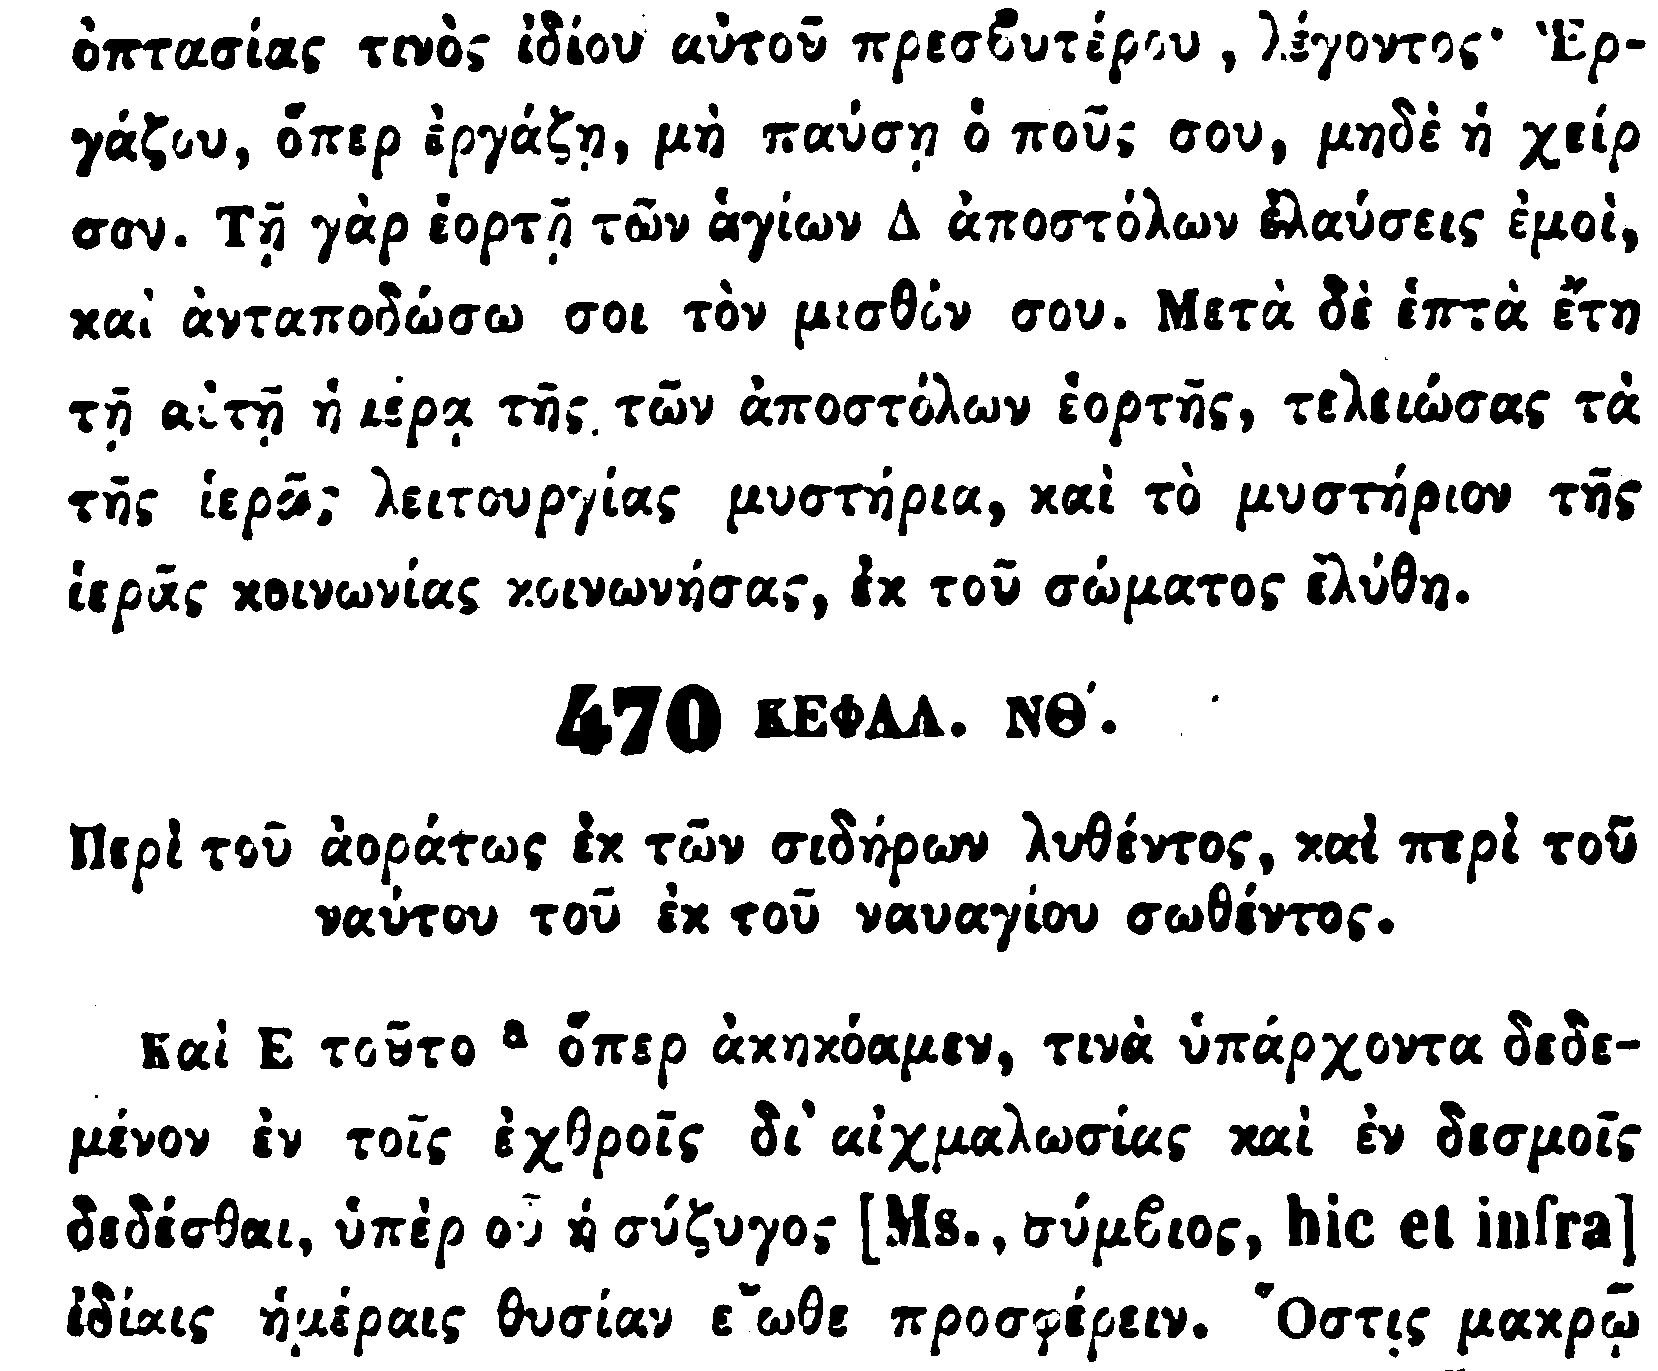 ὀπτασίας τινὸς ἰδίου αὐτοῦ πρεσϐυτέρου, λέγοντος· Ἐρ-
γάζου, ὅπερ ἐργάζῃ, μὴ παύσῃ ὁ ποῦς σου, μηδὲ ἡ χείρ
σου. Τῇ γὰρ ἑορτῇ τῶν ἁγίων Δ ἀποστόλων ἐλαύσεις ἐμοὶ,
καὶ ἀνταποδώσω σοι τὸν μισθόν σου. Μετὰ δὲ ἑπτὰ ἔτη
τῇ αὐτῇ ἡμέρᾳ τῆς τῶν ἀποστόλων ἑορτῆς, τελειώσας τὰ
τῆς ἱερᾶς λειτουργίας μυστήρια, καὶ τὸ μυστήριον τῆς
ἱερᾶς κοινωνίας κοινωνήσας, ἐκ τοῦ σώματος ἐλύθη.
470 ΚΕΦΑΛ. ΝΘ΄.
Περὶ τοῦ ἀοράτως ἐκ τῶν σιδήρων λυθέντος, καὶ περὶ τοῦ
ναύτου τοῦ ἐκ τοῦ ναυαγίου σωθέντος.
Καὶ Ε τοῦτο a ὅπερ ἀκηκόαμεν, τινὰ ὑπάρχοντα δεδε-
μένον ἐν τοῖς ἐχθροῖς δι' αἰχμαλωσίας καὶ ἐν δεσμοῖς
δεδέσθαι, ὑπὲρ οὗ ἡ σύζυγος [Ms., σύμϐιος, hic et infra]
ἰδίαις ἡμέραις θυσίαν εἴωθε προσφέρειν. Ὅστις μακρῷ